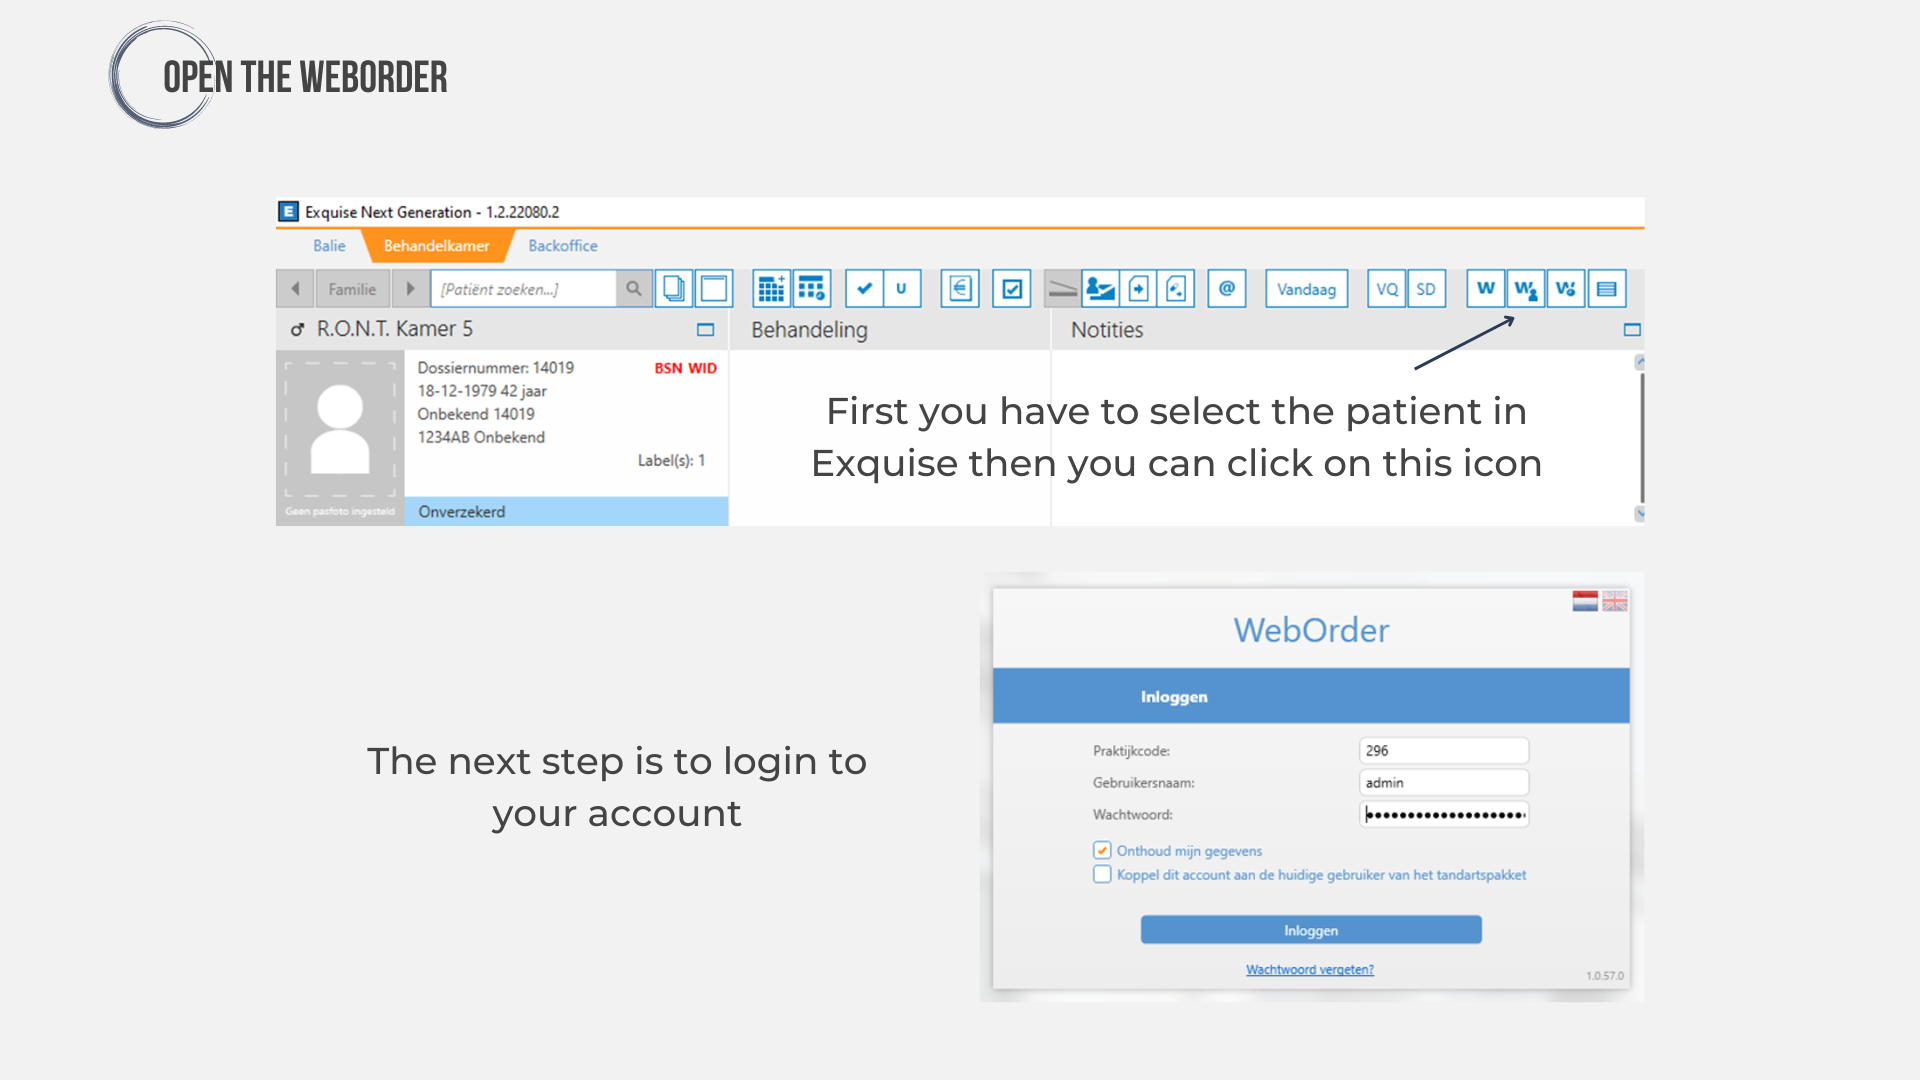 OPEN THE WEBORDER
E Exquise Next Generation - 1.2.22080.2
Balie Behandelkamer Backoffice
Familie [Patiënt zoeken...] U € @ Vandaag VQ SD W W W
R.O.N.T. Kamer 5 Behandeling Notities
Dossiernummer: 14019 BSN WID
18-12-1979 42 jaar
Onbekend 14019
1234AB Onbekend
Label(s): 1
Geen pasfoto ingesteld
Onverzekerd
First you have to select the patient in
Exquise then you can click on this icon
WebOrder
Inloggen
The next step is to login to
your account
Praktijkcode: 296
Gebruikersnaam: admin
Wachtwoord:
Onthoud mijn gegevens
Koppel dit account aan de huidige gebruiker van het tandartspakket
Inloggen
Wachtwoord vergeten?
1.0.57.0